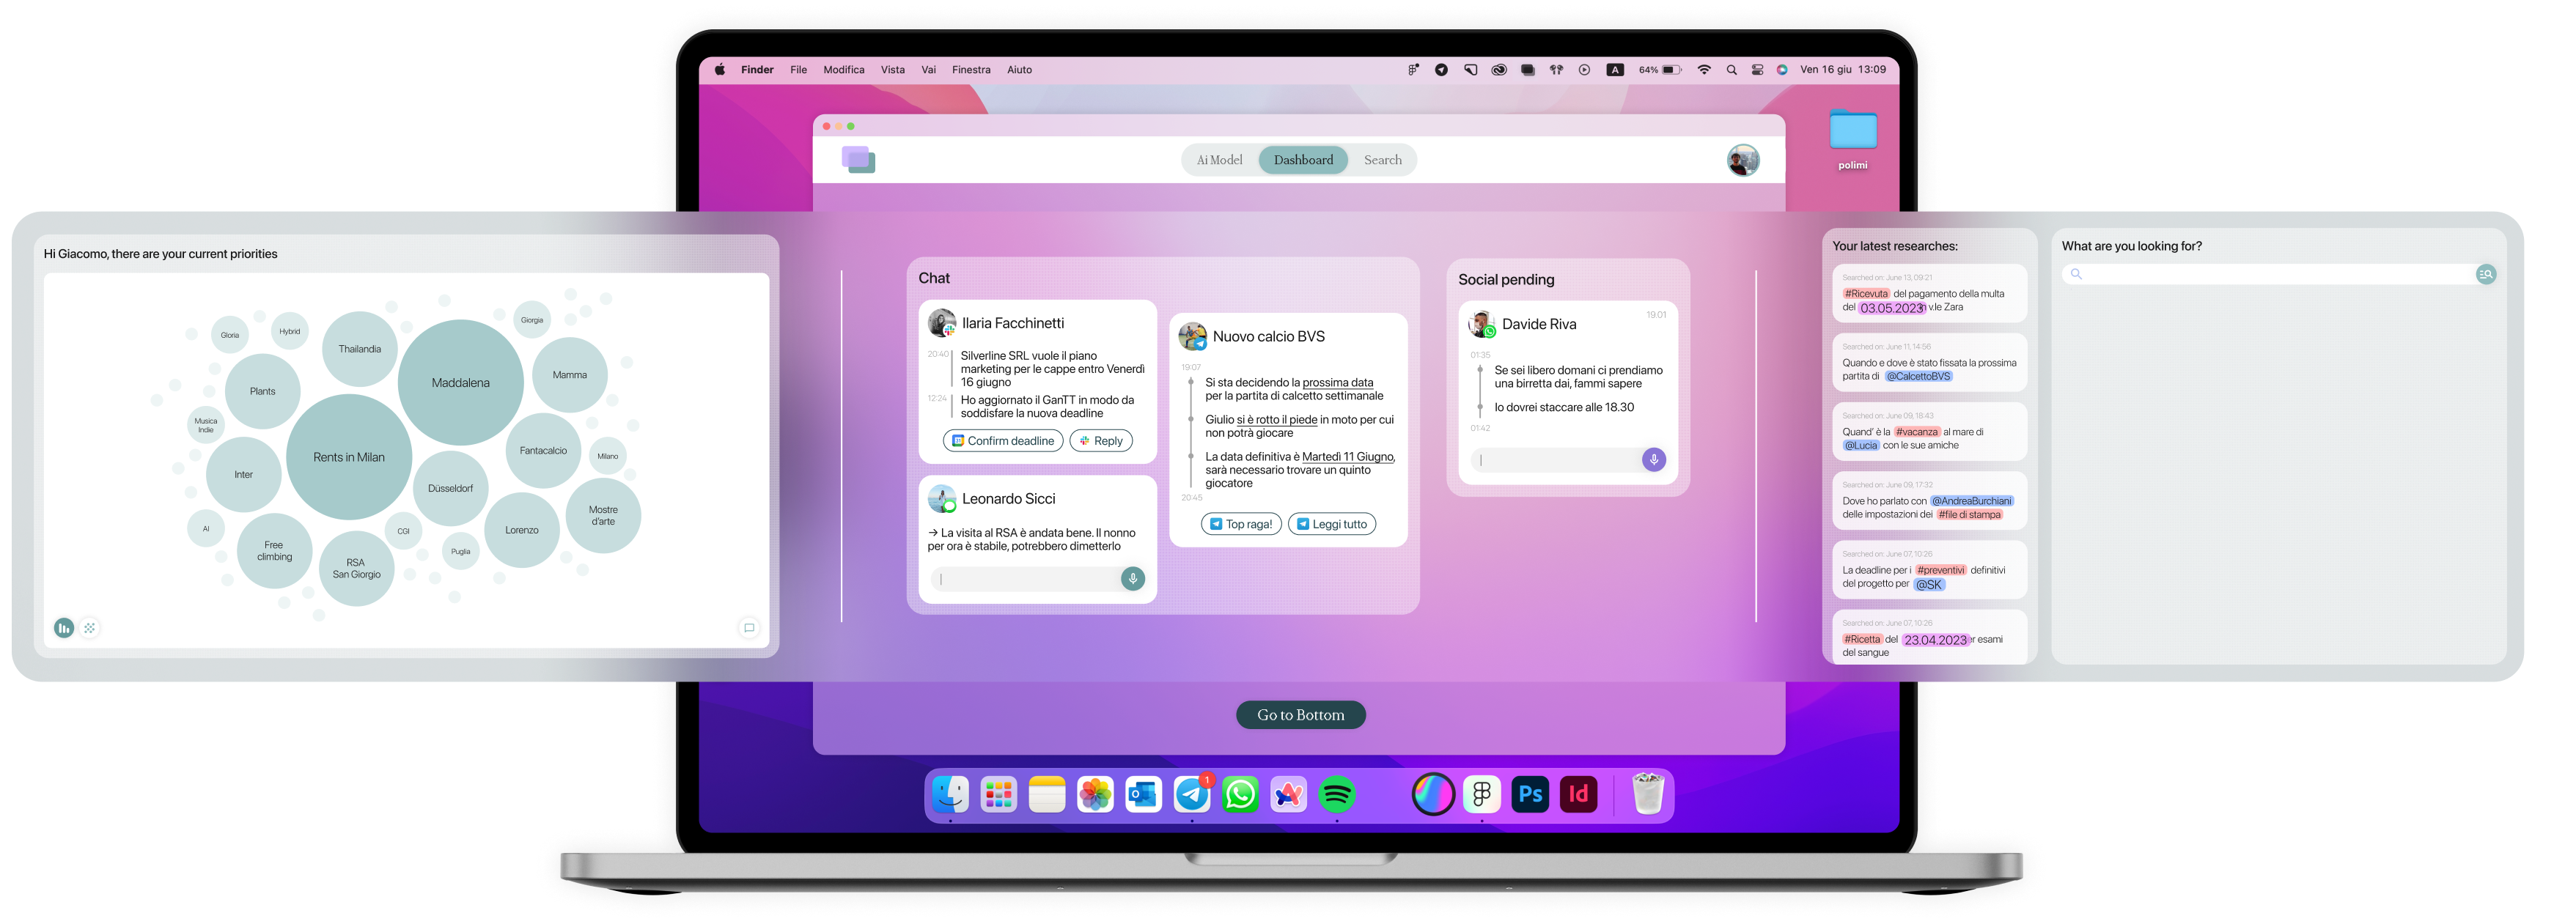 Finder File Modifica Vista Vai Finestra Aiuto
A 64% Ven 16 giu 13:09
polimi
Ai Model Dashboard Search
Hi Giacomo, there are your current priorities
Gloria
Hybrid
Thailandia
Giorgia
Maddalena
Mamma
Plants
Musica
Indie
Rents in Milan
Fantacalcio
Milano
Inter
Düsseldorf
Mostre
d'arte
AI
CGI
Lorenzo
Free
climbing
Puglia
RSA
San Giorgio
Chat
Ilaria Facchinetti
20:40
Silverline SRL vuole il piano
marketing per le cappe entro Venerdì
16 giugno
12:24
Ho aggiornato il GanTT in modo da
soddisfare la nuova deadline
Confirm deadline
Reply
Leonardo Sicci
→ La visita al RSA è andata bene. Il nonno
per ora è stabile, potrebbero dimetterlo
Nuovo calcio BVS
19:07
Si sta decidendo la prossima data
per la partita di calcetto settimanale
Giulio si è rotto il piede in moto per cui
non potrà giocare
La data definitiva è Martedì 11 Giugno,
sarà necessario trovare un quinto
giocatore
20:45
Top raga!
Leggi tutto
Social pending
Davide Riva
19:01
01:35
Se sei libero domani ci prendiamo
una birretta dai, fammi sapere
Io dovrei staccare alle 18.30
01:42
Your latest researches:
Searched on: June 13, 09:21
#Ricevuta del pagamento della multa
del 03.05.2023 v.le Zara
Searched on: June 11, 14:56
Quando e dove è stato fissata la prossima
partita di @CalcettoBVS
Searched on: June 09, 18:43
Quand' è la #vacanza al mare di
@Lucia con le sue amiche
Searched on: June 09, 17:32
Dove ho parlato con @AndreaBurchiani
delle impostazioni dei #file di stampa
Searched on: June 07, 10:26
La deadline per i #preventivi definitivi
del progetto per @SK
Searched on: June 07, 10:26
#Ricetta del 23.04.2023 er esami
del sangue
What are you looking for?
Go to Bottom
1
Ps
Id